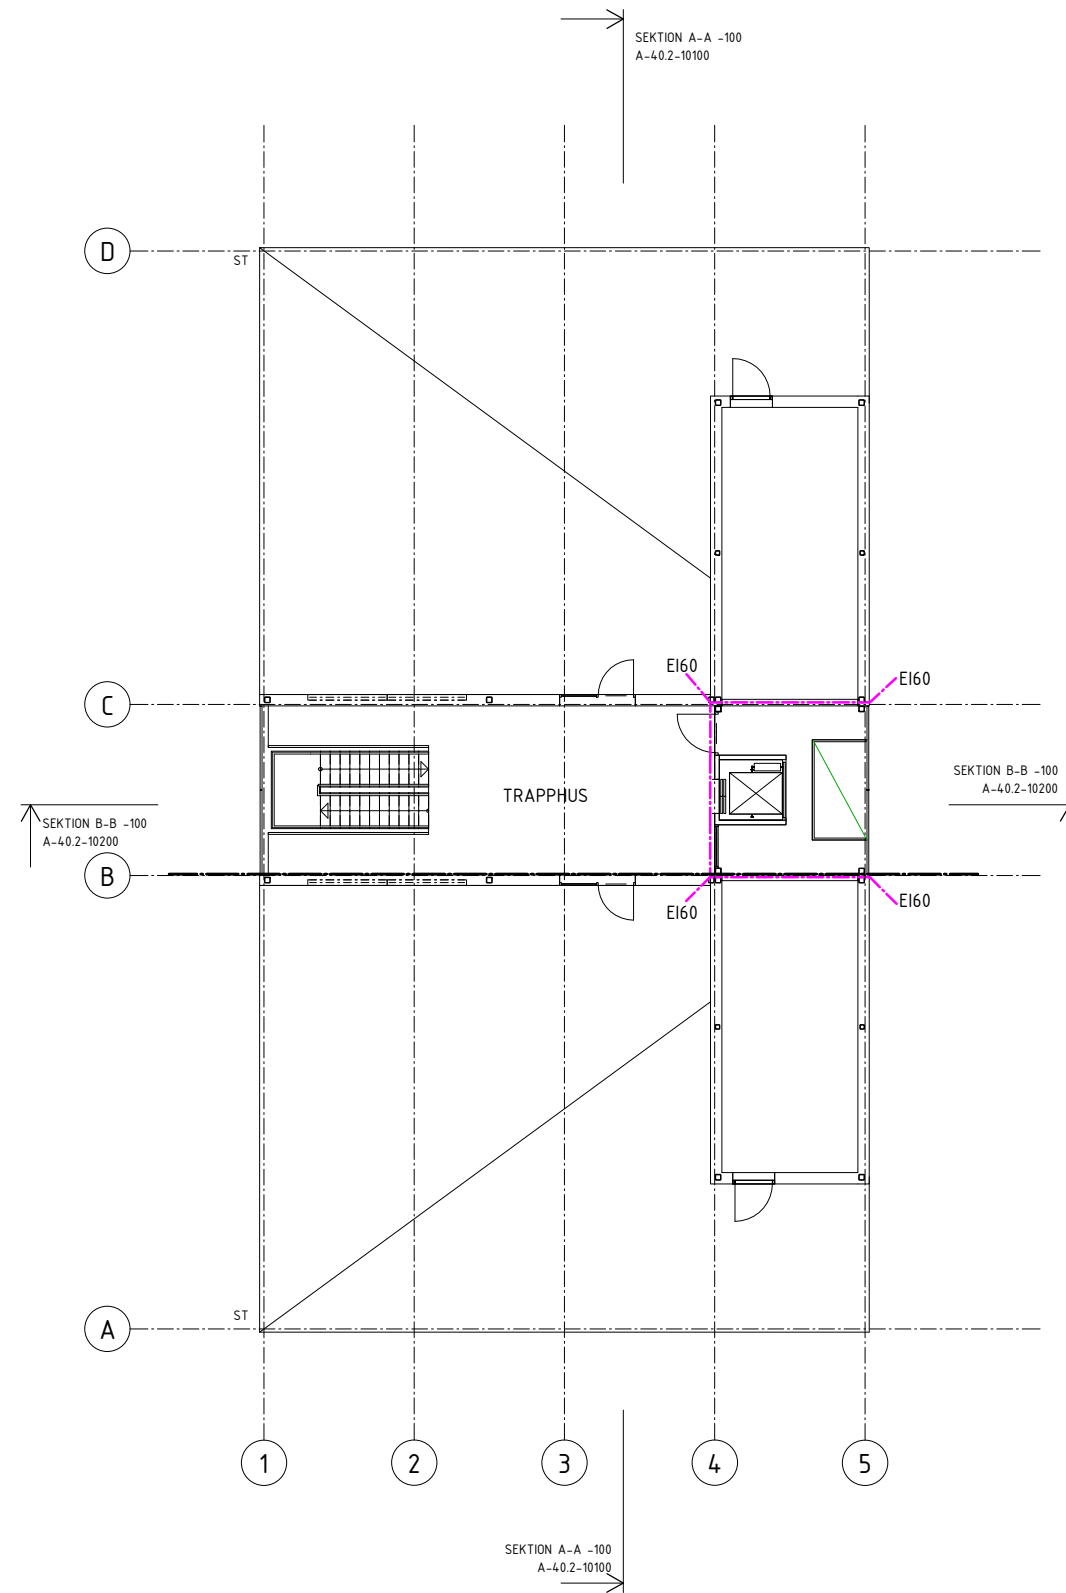 SEKTION A-A -100
A-40.2-10100
D
ST
EI60
EI60
C
SEKTION B-B -100
A-40.2-10200
TRAPPHUS
SEKTION B-B -100
A-40.2-10200
B
EI60
EI60
ST
A
1
2
3
4
5
SEKTION A-A -100
A-40.2-10100